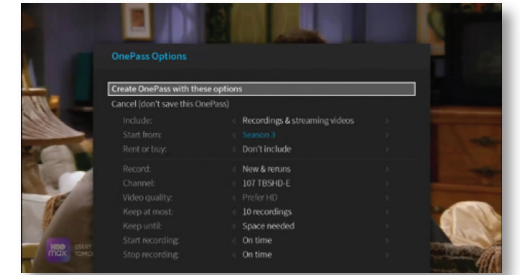 OnePass Options
Create OnePass with these options
Cancel (don't save this OnePass)
Include: Recordings & streaming videos
Start from: Season 3
Rent or buy: Don't include
Record: New & reruns
Channel: 107 TBSHD-E
Video quality: Prefer HD
Keep at most: 10 recordings
Keep until: Space needed
Start recording: On time
Stop recording: On time
HBO
max